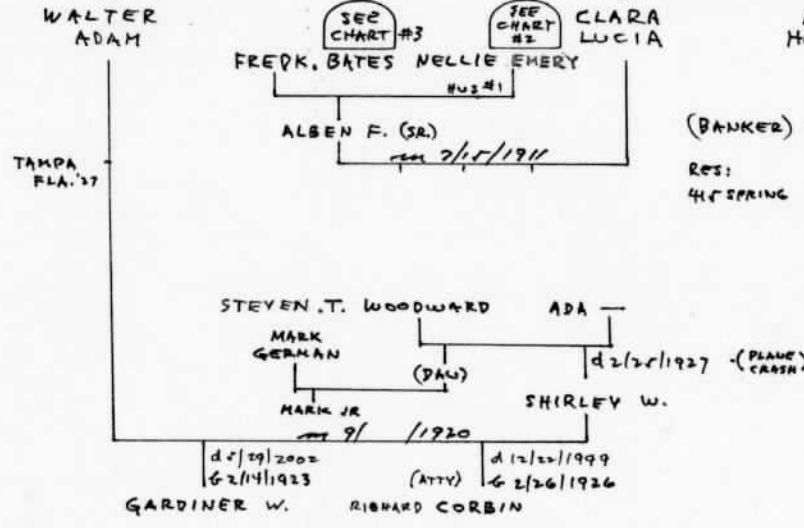 WALTER
ADAM
SEE
CHART #3
SEE
CHART
#2
CLARA
LUCIA
FREDK. BATES NELLIE EMERY
HUS #1
ALBEN F. (SR.)
(BANKER)
m 7/15/1911
TAMPA
FLA. '27
RES:
415 SPRING
STEVEN T. WOODWARD ADA —
MARK
GERMAN
(DAU)
d 2/25/1927 (PLANE
CRASH)
MARK JR
SHIRLEY W.
m 9/ /1920
d 5/29/2002
b 2/14/1923
(ATTY)
d 12/22/1999
b 2/26/1926
GARDINER W. RICHARD CORBIN